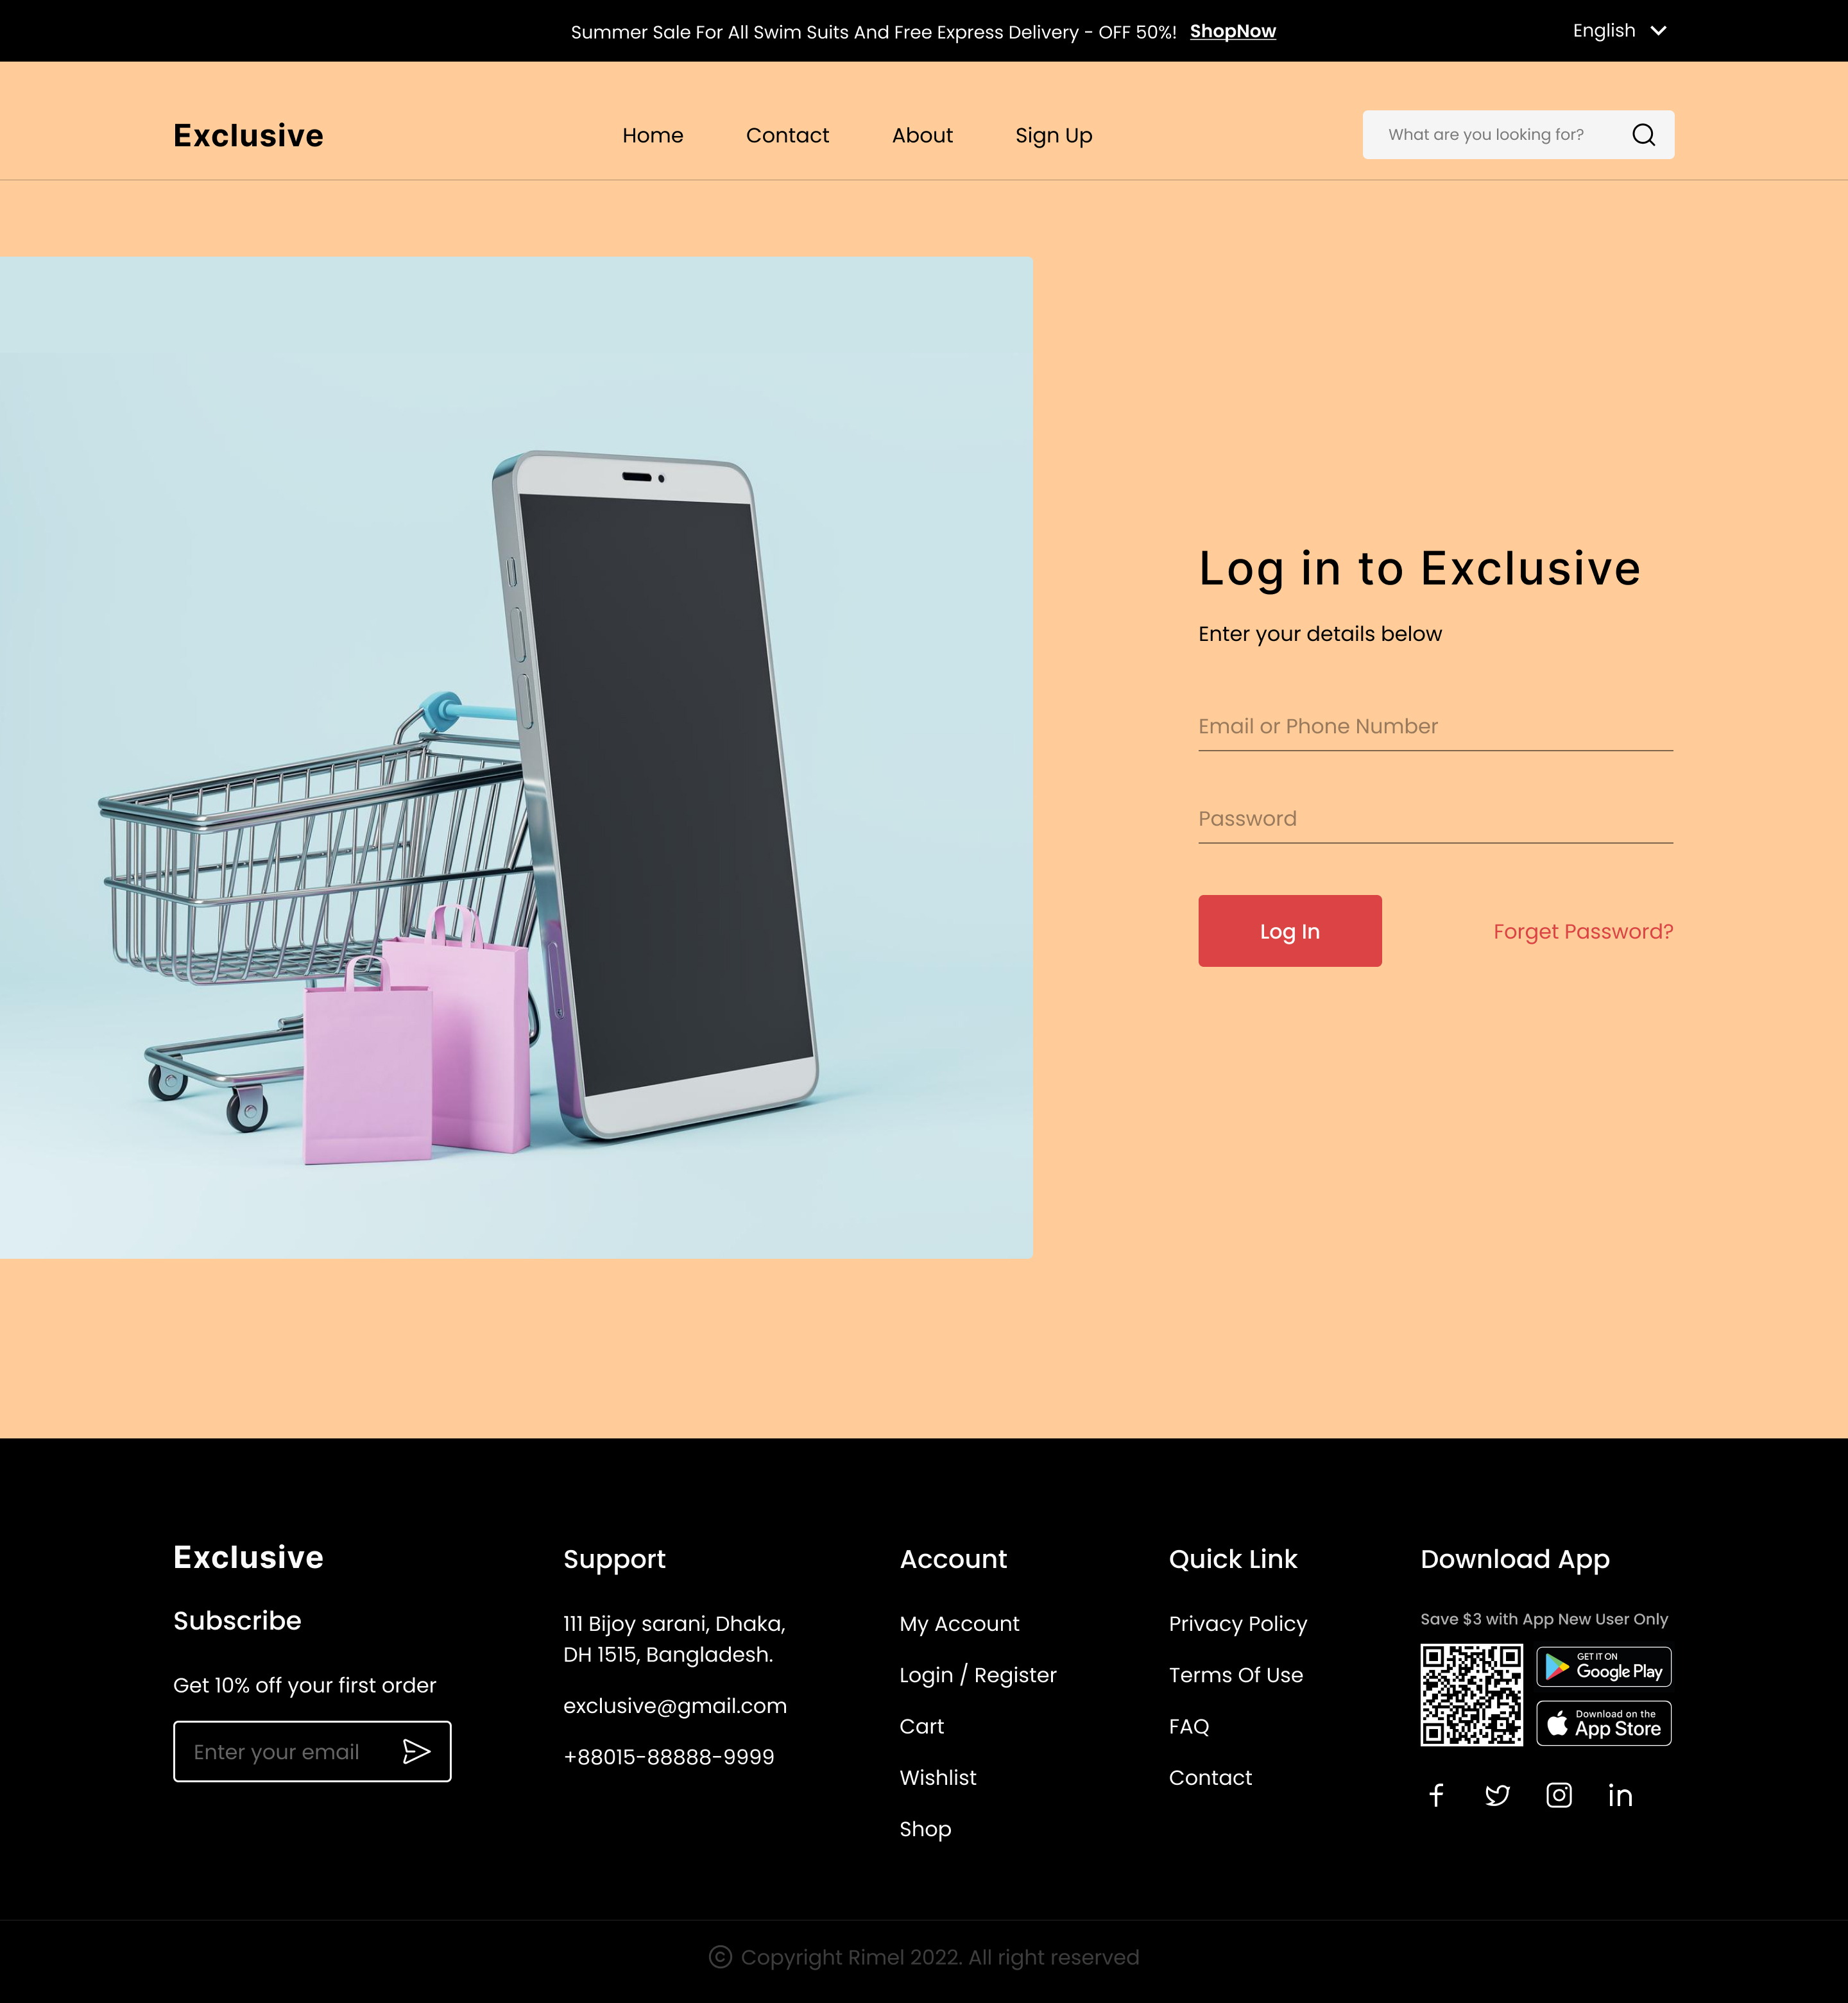 Summer Sale For All Swim Suits And Free Express Delivery - OFF 50%! ShopNow
English
Exclusive
Home Contact About Sign Up
What are you looking for?
Log in to Exclusive
Enter your details below
Email or Phone Number
Password
Log In
Forget Password?
Exclusive
Subscribe
Get 10% off your first order
Enter your email
Support
111 Bijoy sarani, Dhaka,
DH 1515, Bangladesh.
exclusive@gmail.com
+88015-88888-9999
Account
My Account
Login / Register
Cart
Wishlist
Shop
Quick Link
Privacy Policy
Terms Of Use
FAQ
Contact
Download App
Save $3 with App New User Only
GET IT ON
Google Play
Download on the
App Store
© Copyright Rimel 2022. All right reserved